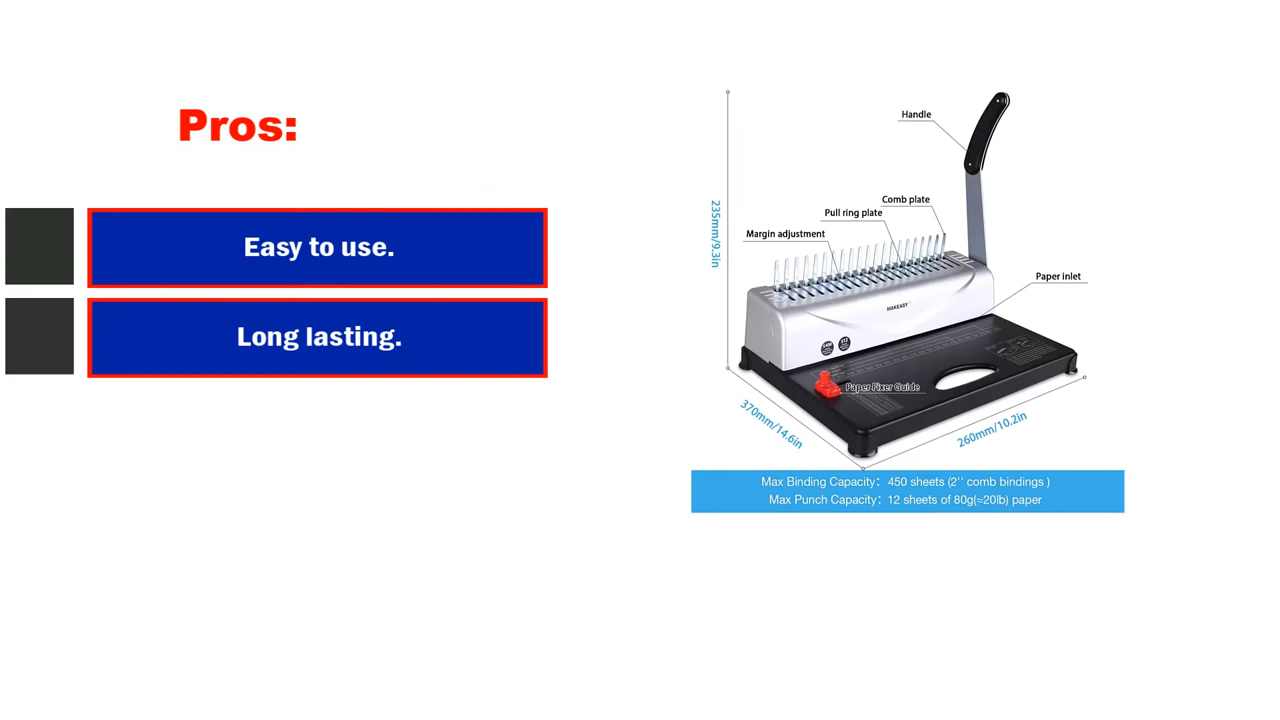 Pros:
Easy to use.
Long lasting.
Handle
Comb plate
Pull ring plate
Margin adjustment
235mm/9.3in
Paper inlet
MAKEASY
Paper Fixer Guide
370mm/14.6in
260mm/10.2in
Max Binding Capacity: 450 sheets (2'' comb bindings )
Max Punch Capacity: 12 sheets of 80g(≈20lb) paper